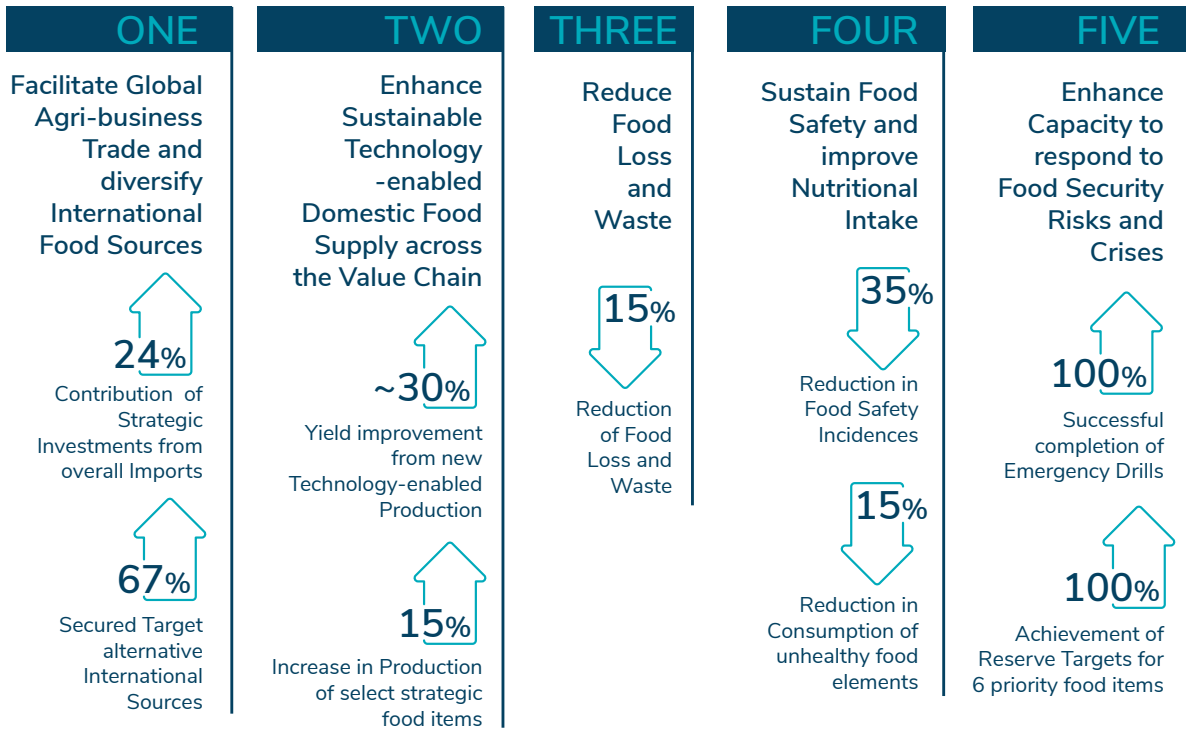 ONE
Facilitate Global
Agri-business
Trade and
diversify
International
Food Sources
24%
Contribution of
Strategic
Investments from
overall Imports
67%
Secured Target
alternative
International
Sources
TWO
Enhance
Sustainable
Technology
-enabled
Domestic Food
Supply across
the Value Chain
~30%
Yield improvement
from new
Technology-enabled
Production
15%
Increase in Production
of select strategic
food items
THREE
Reduce
Food
Loss
and
Waste
15%
Reduction
of Food
Loss and
Waste
FOUR
Sustain Food
Safety and
improve
Nutritional
Intake
35%
Reduction in
Food Safety
Incidences
15%
Reduction in
Consumption of
unhealthy food
elements
FIVE
Enhance
Capacity to
respond to
Food Security
Risks and
Crises
100%
Successful
completion of
Emergency Drills
100%
Achievement of
Reserve Targets for
6 priority food items